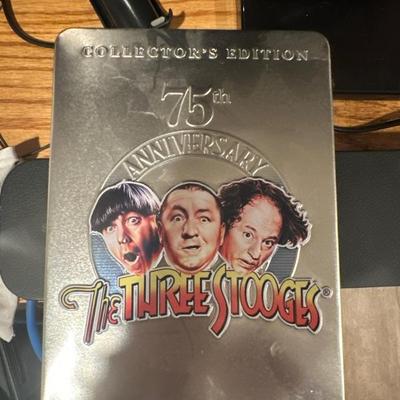 COLLECTOR'S EDITION
75th
ANNIVERSARY
THE THREE STOOGES®